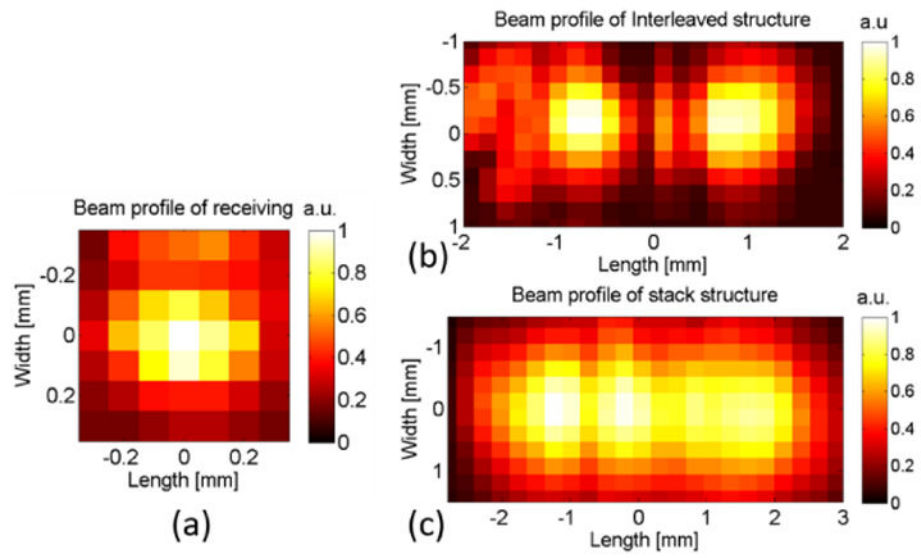 Beam profile of Interleaved structure
a.u
-1
-0.5
0
0.5
1
Width [mm]
-2 -1 0 1 2
Length [mm]
1
0.8
0.6
0.4
0.2
0
(b)
Beam profile of receiving a.u.
-0.2
0
0.2
Width [mm]
-0.2 0 0.2
Length [mm]
1
0.8
0.6
0.4
0.2
0
(a)
Beam profile of stack structure
a.u.
-1
0
1
Width [mm]
-2 -1 0 1 2 3
Length [mm]
1
0.8
0.6
0.4
0.2
0
(c)